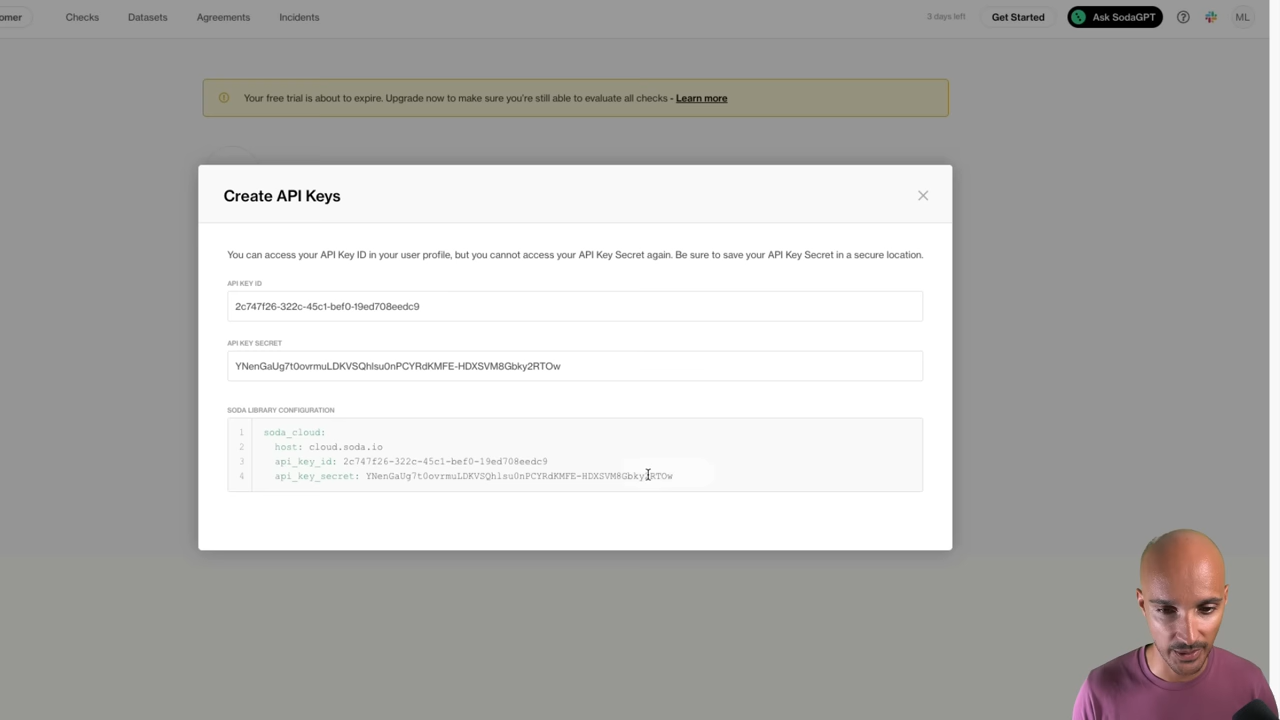 omer Checks Datasets Agreements Incidents 3 days left Get Started Ask SodaGPT ML
Your free trial is about to expire. Upgrade now to make sure you're still able to evaluate all checks - Learn more
Create API Keys
You can access your API Key ID in your user profile, but you cannot access your API Key Secret again. Be sure to save your API Key Secret in a secure location.
API KEY ID
2c747f26-322c-45c1-bef0-19ed708eedc9
API KEY SECRET
YNenGaUg7t0ovrmuLDKVSQhlsu0nPCYRdKMFE-HDXSVM8Gbky2RTOw
SODA LIBRARY CONFIGURATION
1 soda_cloud:
2 host: cloud.soda.io
3 api_key_id: 2c747f26-322c-45c1-bef0-19ed708eedc9
4 api_key_secret: YNenGaUg7t0ovrmuLDKVSQhlsu0nPCYRdKMFE-HDXSVM8Gbky2RTOw